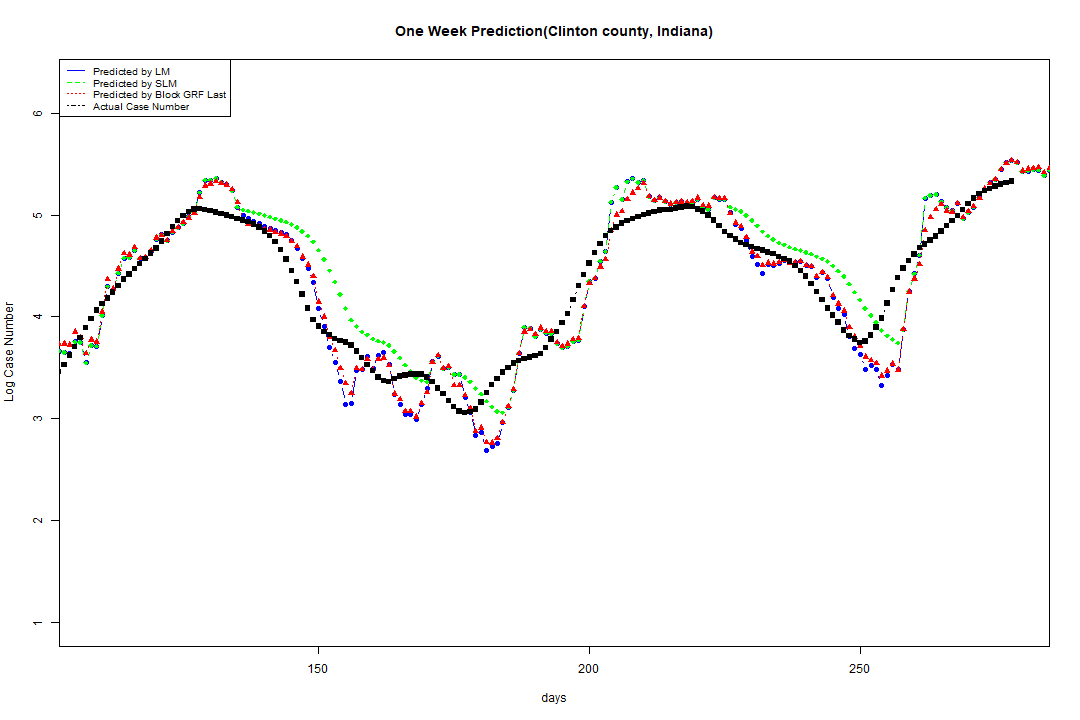 One Week Prediction(Clinton county, Indiana)
Predicted by LM
Predicted by SLM
Predicted by Block GRF Last
Actual Case Number
6
5
4
3
2
1
Log Case Number
150
200
250
days